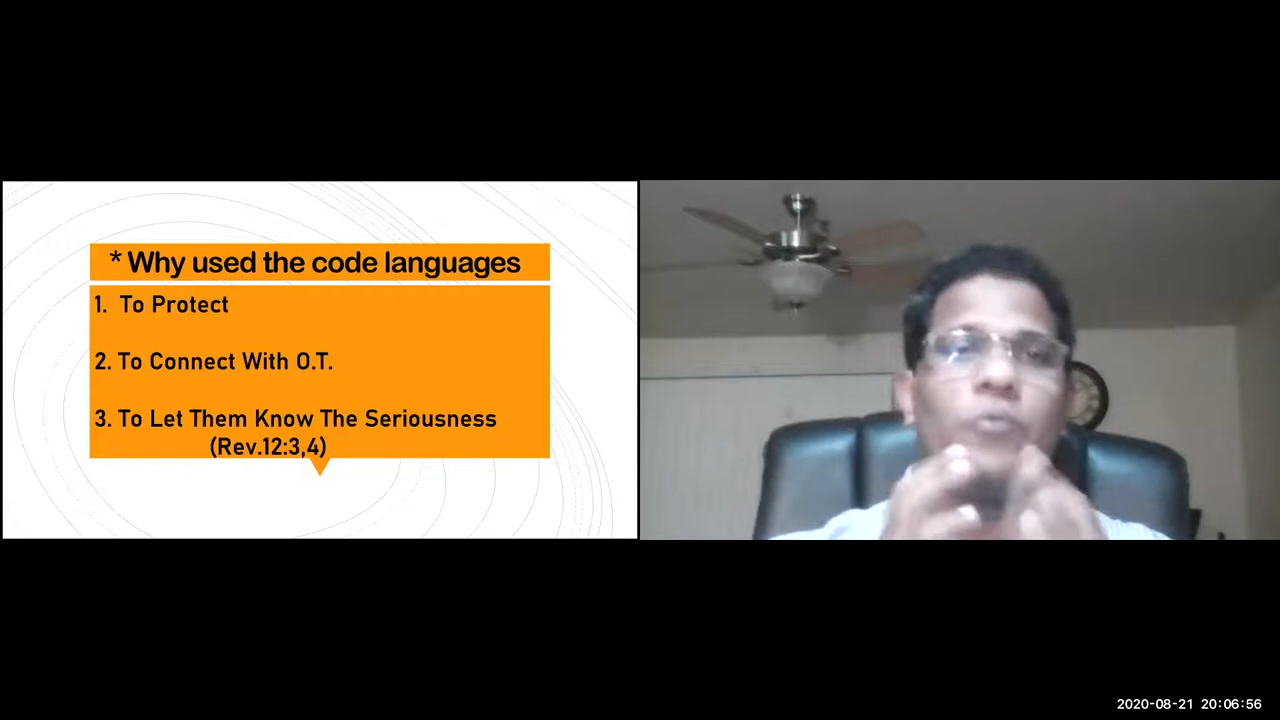 * Why used the code languages
1. To Protect
2. To Connect With O.T.
3. To Let Them Know The Seriousness
(Rev.12:3,4)
2020-08-21 20:06:56